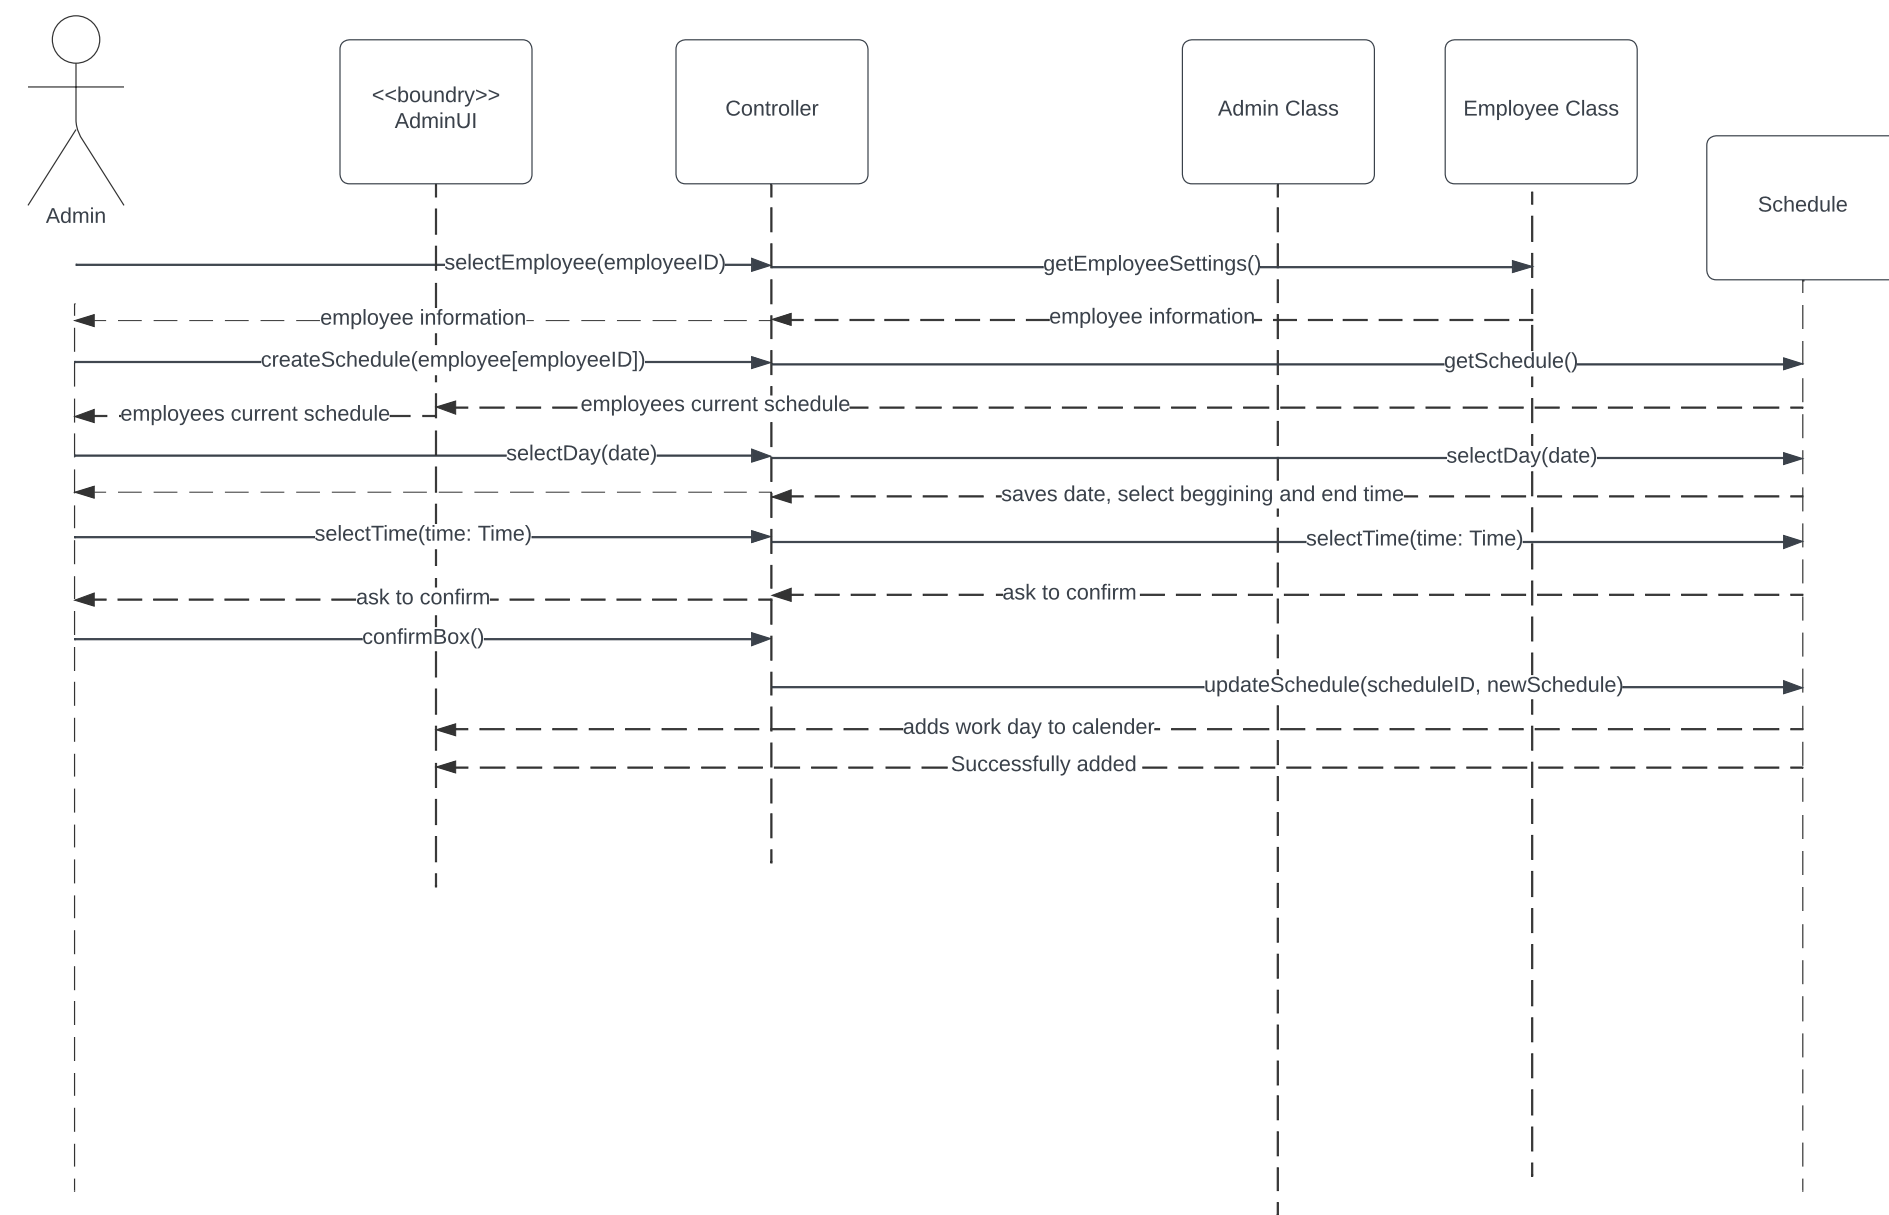 <<boundry>>
AdminUI
Controller
Admin Class
Employee Class
Schedule
Admin
selectEmployee(employeeID)
getEmployeeSettings()
employee information
employee information
createSchedule(employee[employeeID])
getSchedule()
employees current schedule
employees current schedule
selectDay(date)
selectDay(date)
saves date, select beggining and end time
selectTime(time: Time)
selectTime(time: Time)
ask to confirm
ask to confirm
confirmBox()
updateSchedule(scheduleID, newSchedule)
adds work day to calender
Successfully added